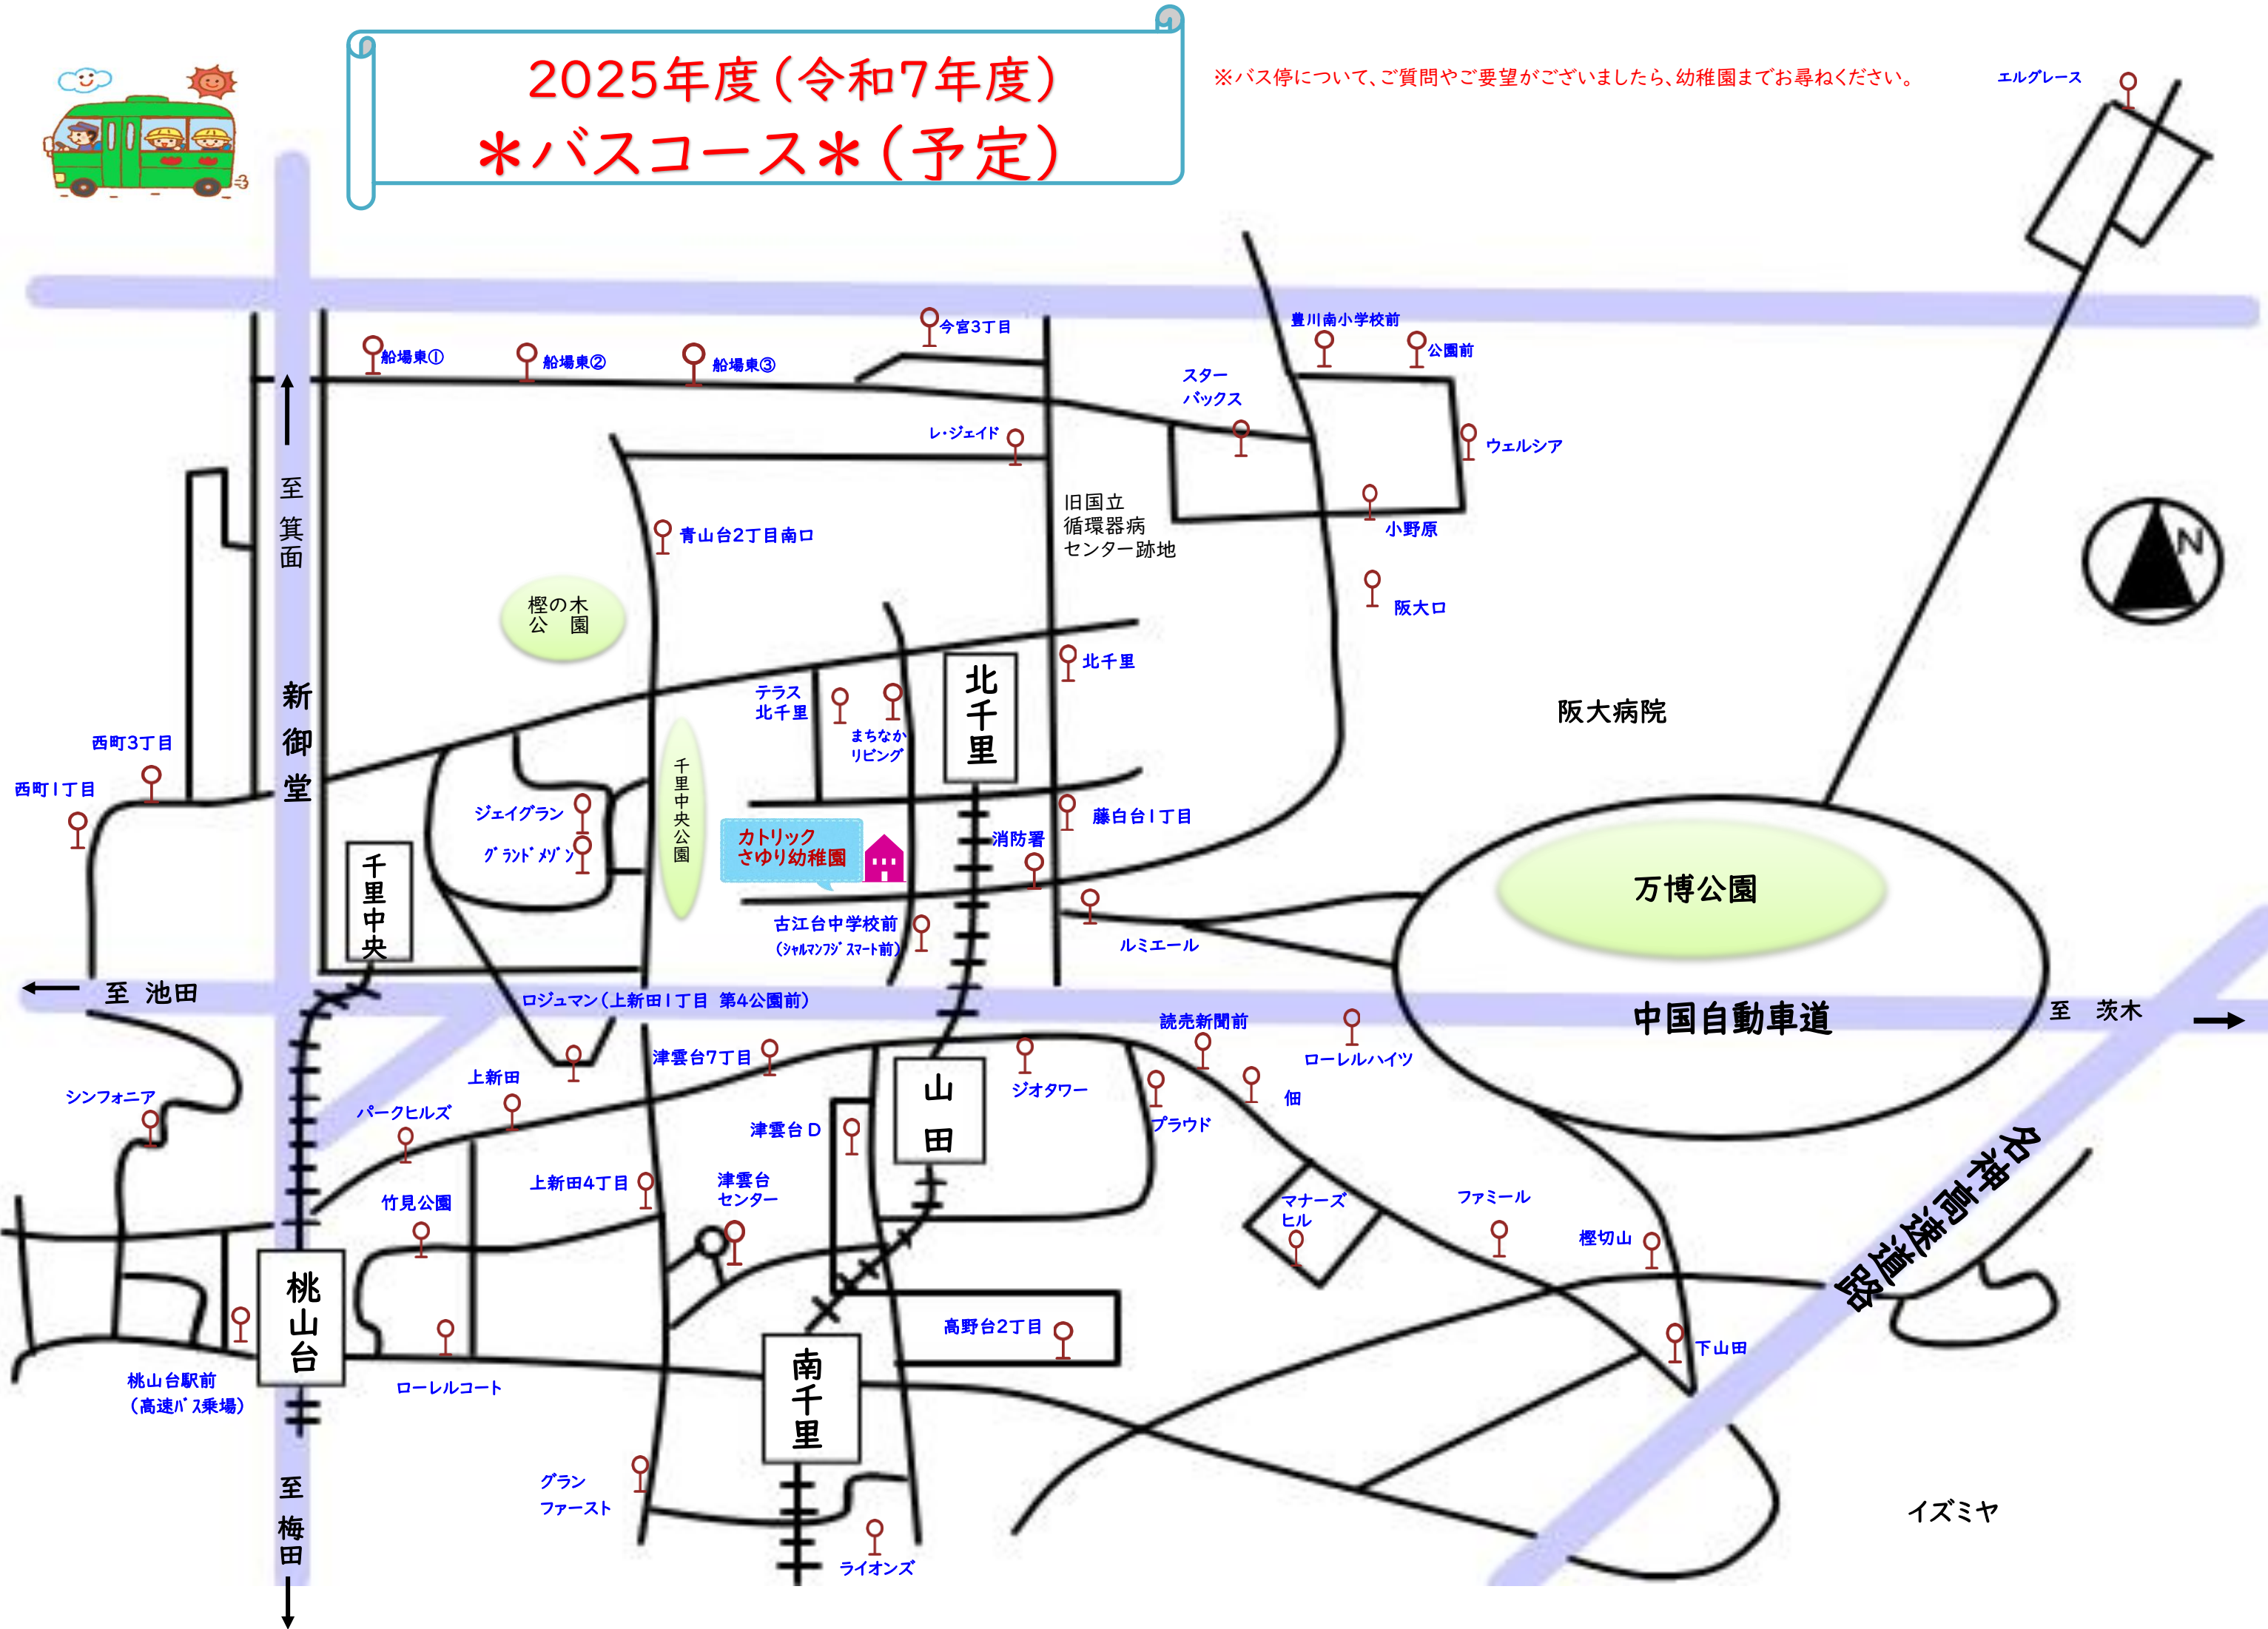 2025年度(令和7年度)
＊バスコース＊(予定)
※バス停について、ご質問やご要望がございましたら、幼稚園までお尋ねください。
エルグレース
今宮3丁目
豊川南小学校前
公園前
船場東①
船場東②
船場東③
スター
バックス
レ・ジェイド
ウェルシア
至 箕面
旧国立
循環器病
センター跡地
小野原
青山台2丁目南口
N
樫の木
公 園
阪大口
北千里
北千里
新御堂
テラス
北千里
まちなか
リビング
阪大病院
西町3丁目
西町1丁目
千里中央公園
ジェイグラン
グランドメゾン
カトリック
さゆり幼稚園
消防署
藤白台1丁目
千里中央
万博公園
古江台中学校前
(シャルマンフジスマート前)
ルミエール
至 池田
ロジュマン(上新田1丁目 第4公園前)
中国自動車道
至 茨木
読売新聞前
ローレルハイツ
津雲台7丁目
上新田
ジオタワー
山田
佃
シンフォニア
パークヒルズ
津雲台D
プラウド
名神高速道路
上新田4丁目
津雲台
センター
竹見公園
マナーズ
ヒル
ファミール
樫切山
桃山台
高野台2丁目
下山田
南千里
桃山台駅前
(高速バス乗場)
ローレルコート
グラン
ファースト
至 梅田
イズミヤ
ライオンズ